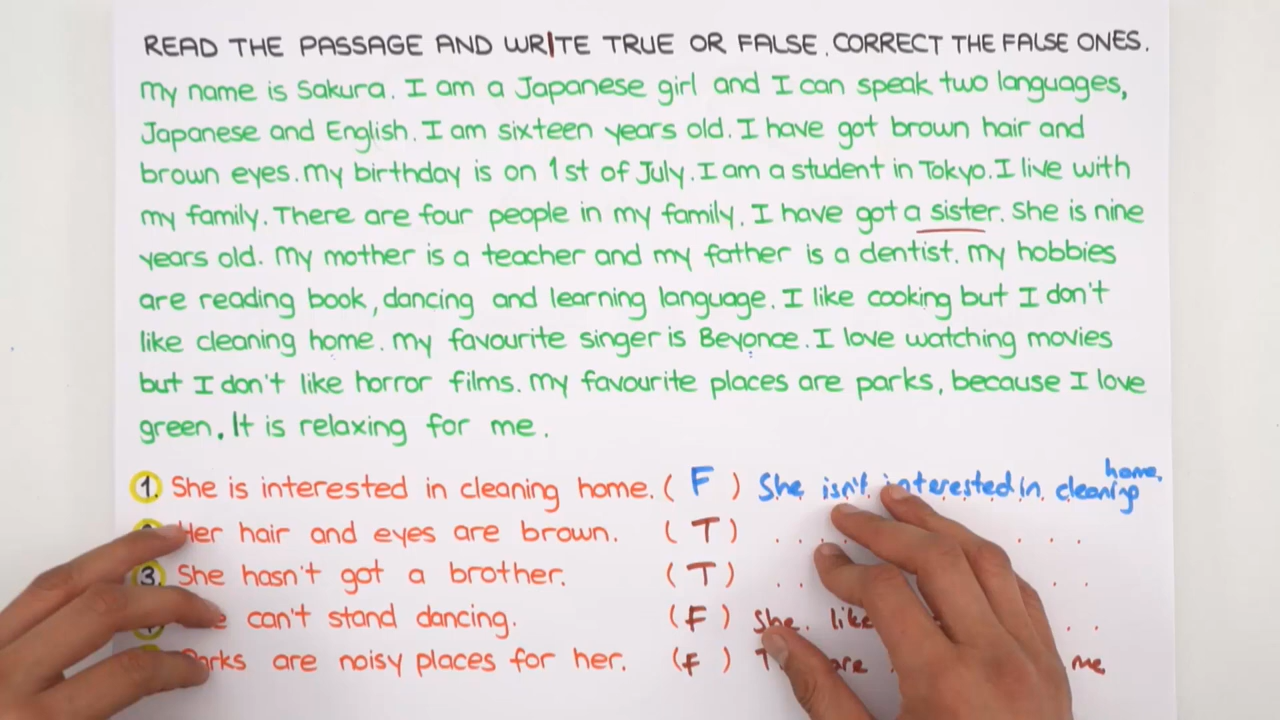 READ THE PASSAGE AND WRITE TRUE OR FALSE. CORRECT THE FALSE ONES.
My name is Sakura. I am a Japanese girl and I can speak two languages,
Japanese and English. I am sixteen years old. I have got brown hair and
brown eyes. My birthday is on 1st of July. I am a student in Tokyo. I live with
my family. There are four people in my family. I have got a sister. She is nine
years old. My mother is a teacher and my father is a dentist. My hobbies
are reading book, dancing and learning language. I like cooking but I don't
like cleaning home. My favourite singer is Beyonce. I love watching movies
but I don't like horror films. My favourite places are parks, because I love
green. It is relaxing for me.
1. She is interested in cleaning home. ( F ) She isn't interested in cleaning home.
Her hair and eyes are brown. ( T )
3. She hasn't got a brother. ( T )
can't stand dancing. ( F ) She
are noisy places for her. ( F ) me